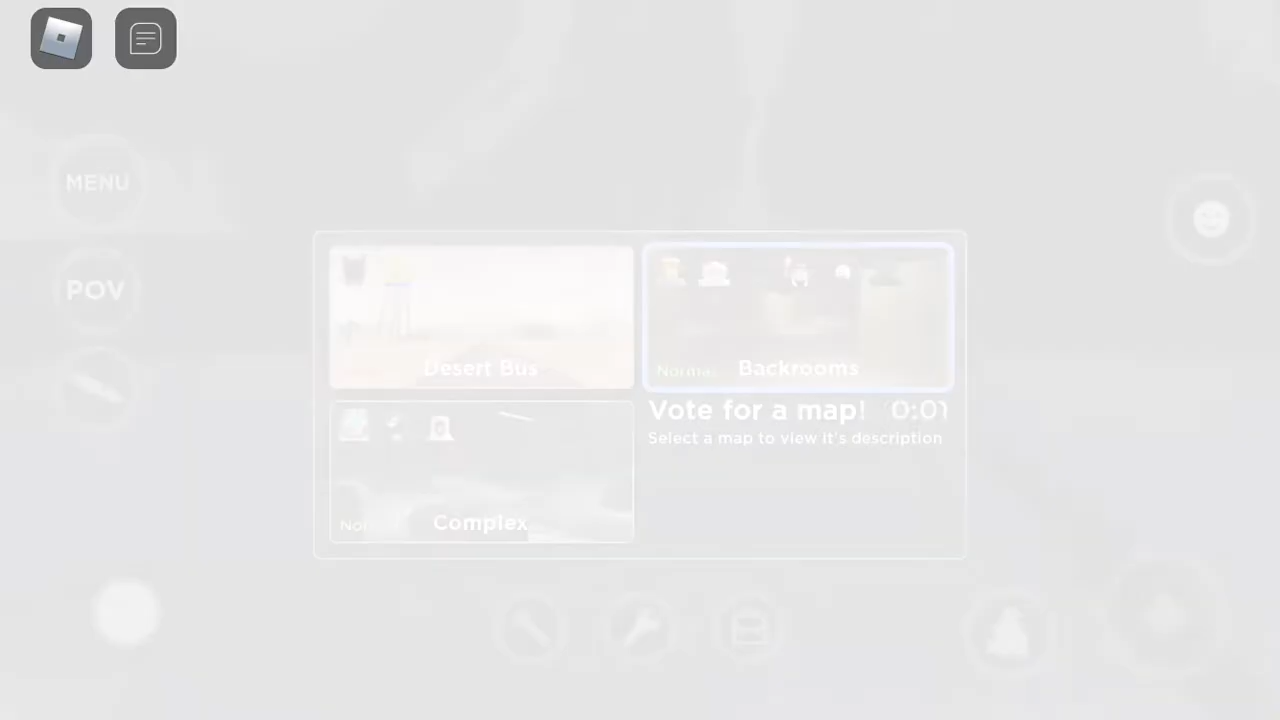 MENU
POV
Desert Bus
Normal Backrooms
Vote for a map! 0:01
Select a map to view it's description
Complex